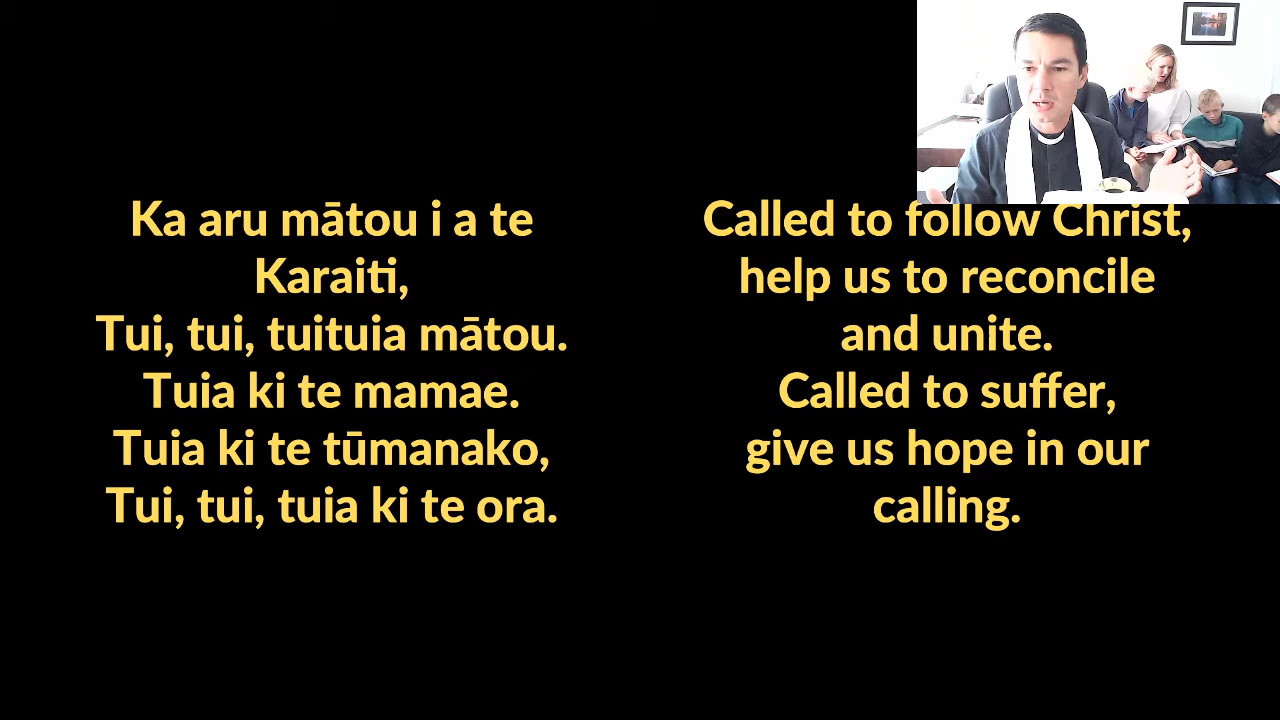 Ka aru mātou i a te
Karaiti,
Tui, tui, tuituia mātou.
Tuia ki te mamae.
Tuia ki te tūmanako,
Tui, tui, tuia ki te ora.
Called to follow Christ,
help us to reconcile
and unite.
Called to suffer,
give us hope in our
calling.